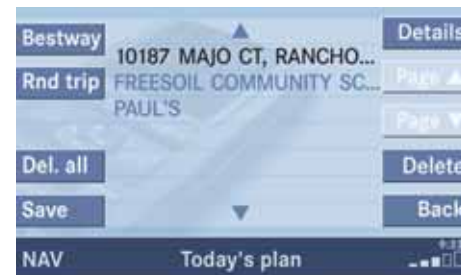 Bestway
Rnd trip
Del. all
Save
10187 MAJO CT, RANCHO...
FREESOIL COMMUNITY SC...
PAUL'S
Details
Page ▲
Page ▼
Delete
Back
NAV
Today's plan